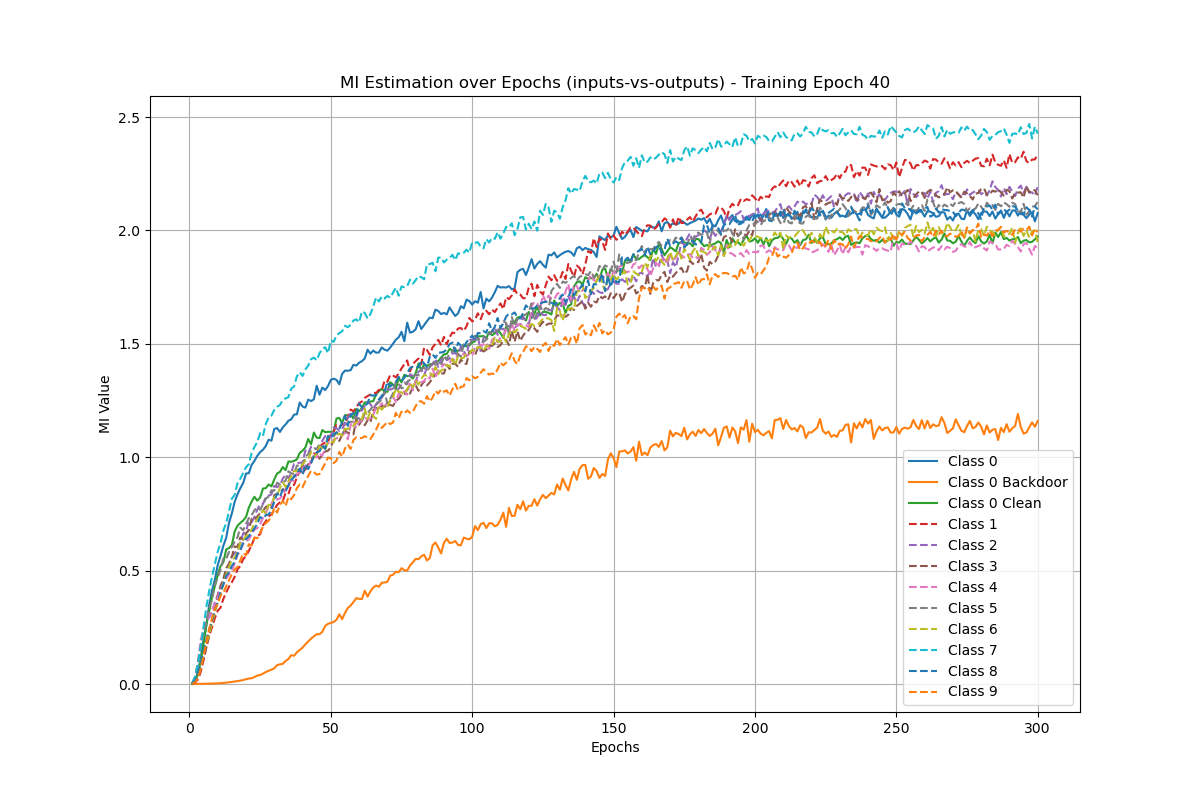 MI Estimation over Epochs (inputs-vs-outputs) - Training Epoch 40
2.5
2.0
1.5
1.0
0.5
0.0
MI Value
0 50 100 150 200 250 300
Epochs
Class 0
Class 0 Backdoor
Class 0 Clean
Class 1
Class 2
Class 3
Class 4
Class 5
Class 6
Class 7
Class 8
Class 9